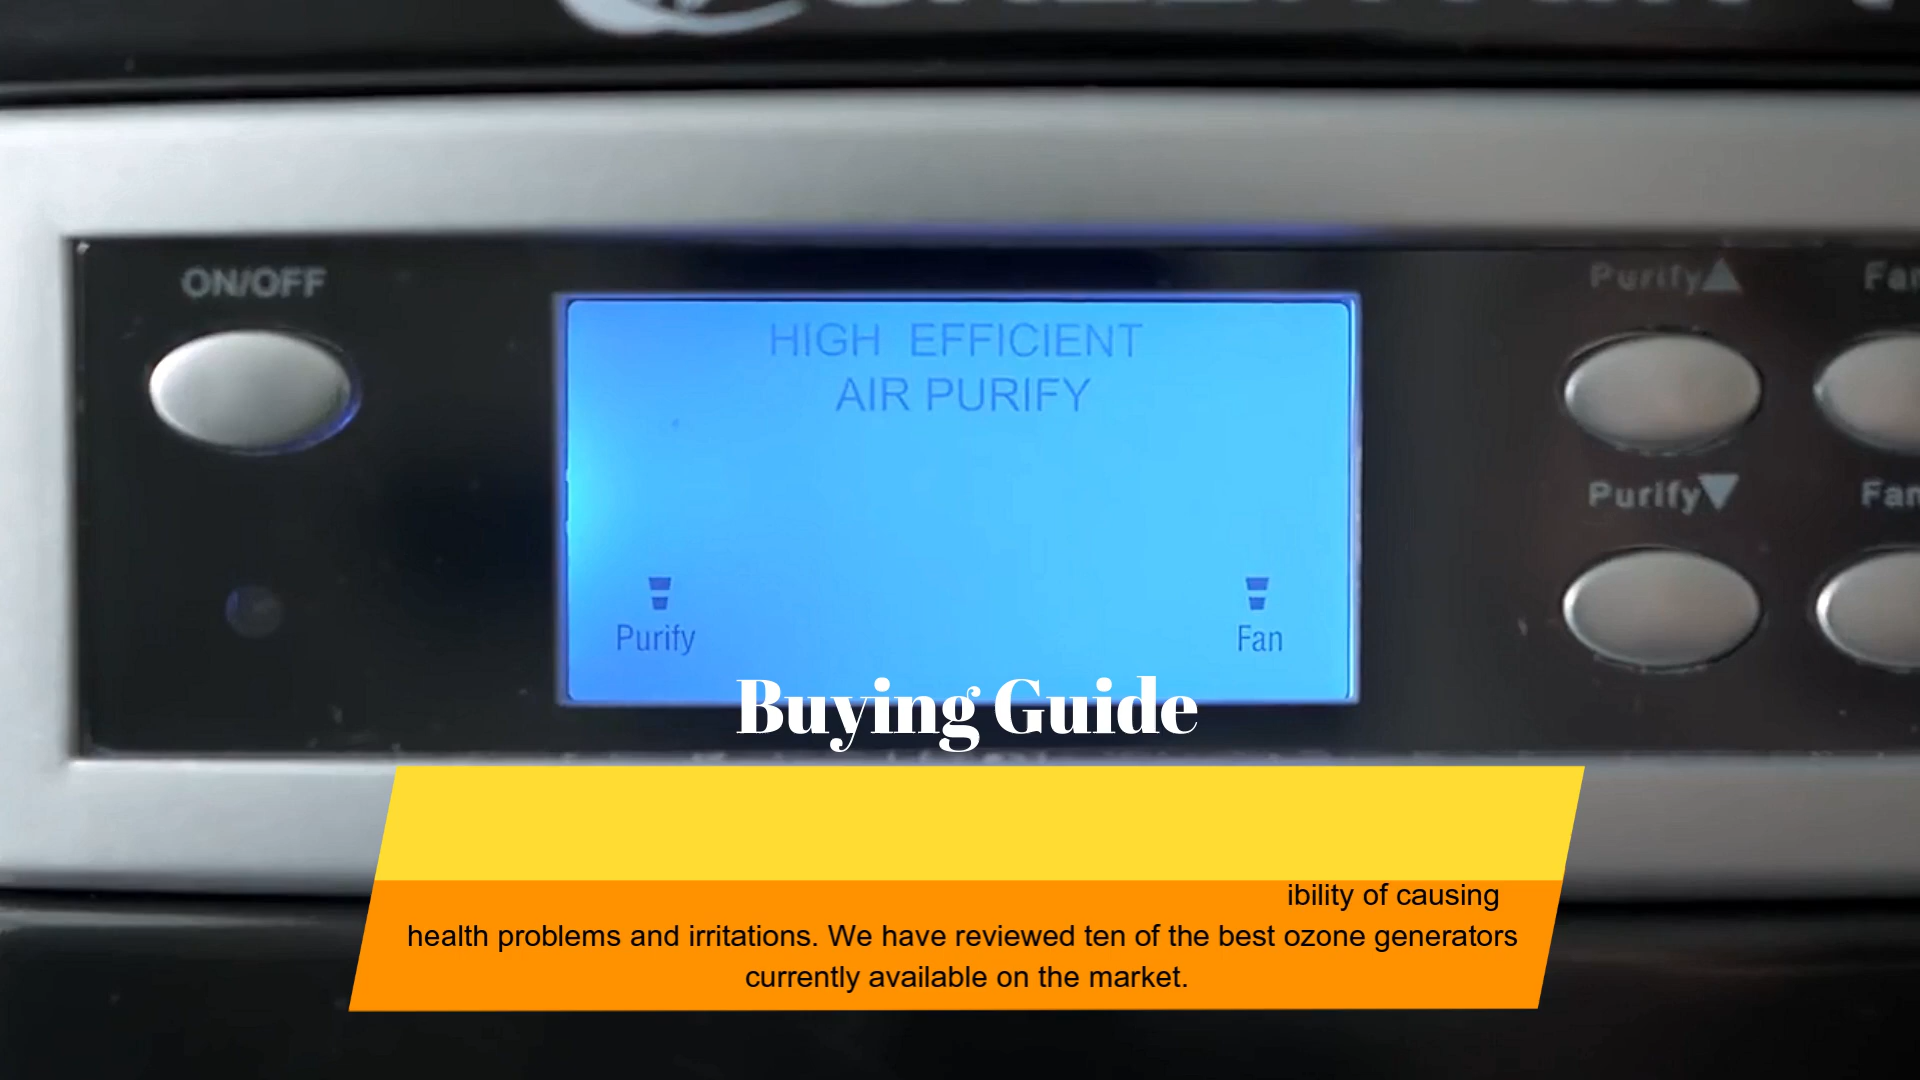 ON/OFF
HIGH EFFICIENT
AIR PURIFY
Purify▲
Purify▼
Purify
Fan
Buying Guide
ibility of causing
health problems and irritations. We have reviewed ten of the best ozone generators
currently available on the market.